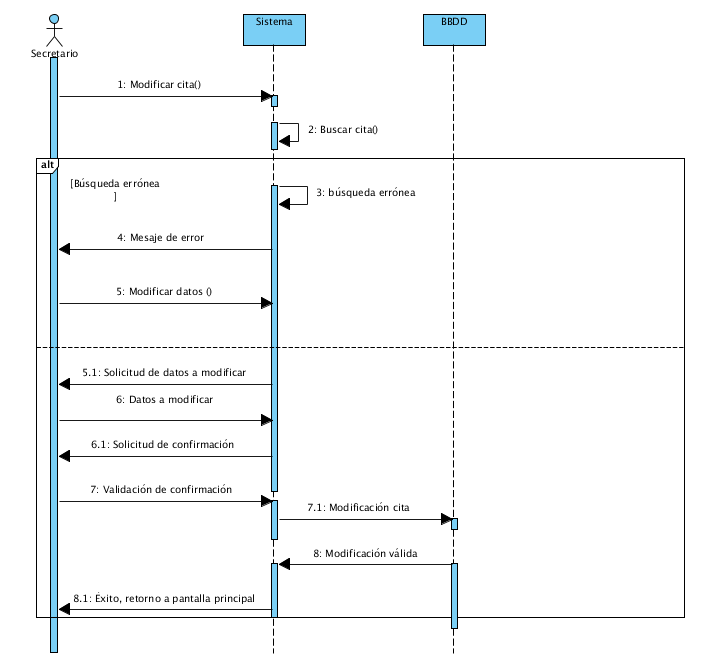 Sistema
BBDD
Secretario
1: Modificar cita()
2: Buscar cita()
alt
[Búsqueda errónea
]
3: búsqueda errónea
4: Mesaje de error
5: Modificar datos ()
5.1: Solicitud de datos a modificar
6: Datos a modificar
6.1: Solicitud de confirmación
7: Validación de confirmación
7.1: Modificación cita
8: Modificación válida
8.1: Éxito, retorno a pantalla principal